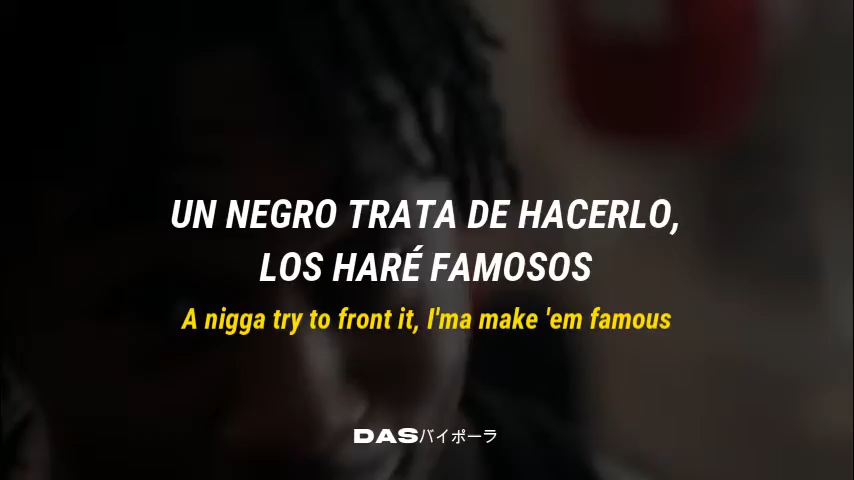 UN NEGRO TRATA DE HACERLO,
LOS HARÉ FAMOSOS
A nigga try to front it, I'ma make 'em famous
DASバイポーラ